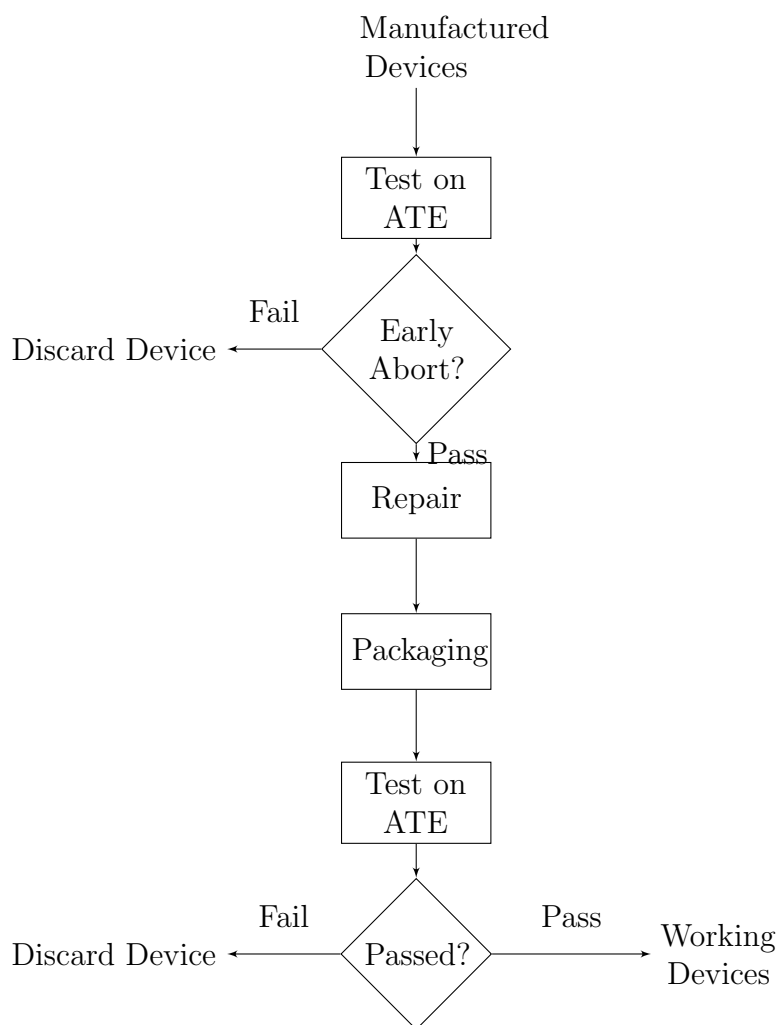 Manufactured
Devices
Test on
ATE
Fail
Early
Abort?
Discard Device
Pass
Repair
Packaging
Test on
ATE
Fail
Pass
Discard Device
Passed?
Working
Devices